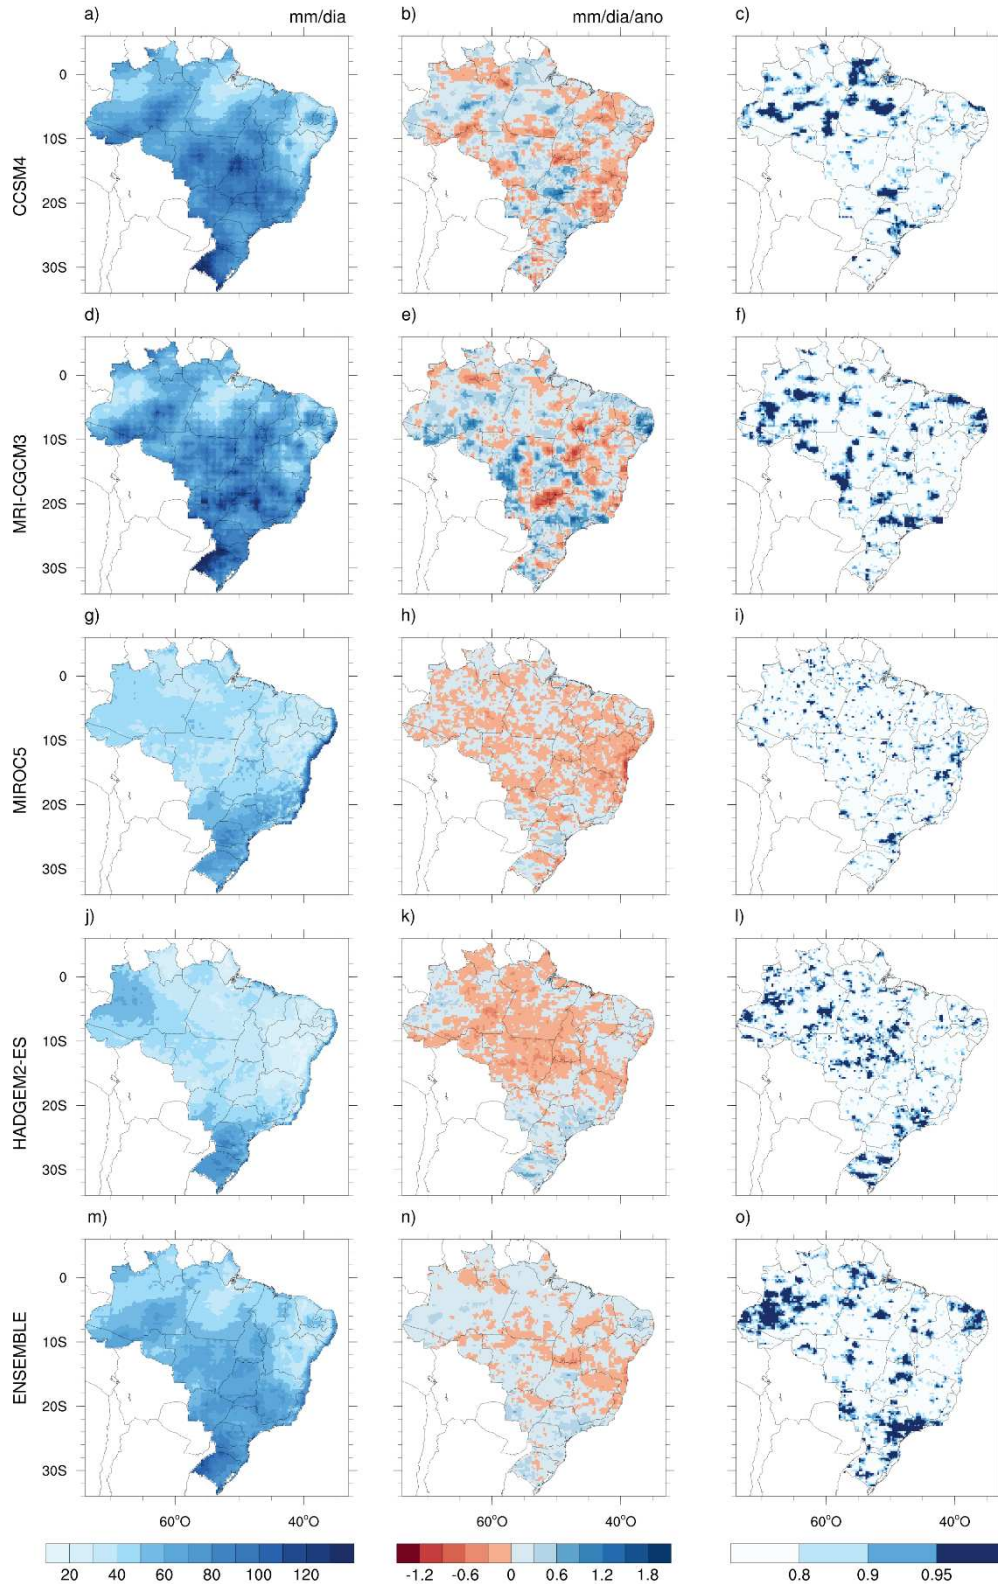 a) mm/dia b) mm/dia/ano c)
0
10S
20S
30S
CCSM4
d) e) f)
0
10S
20S
30S
MRI-CGCM3
g) h) i)
0
10S
20S
30S
MIROC5
j) k) l)
0
10S
20S
30S
HADGEM2-ES
m) n) o)
0
10S
20S
30S
ENSEMBLE
60°O 40°O 60°O 40°O 60°O 40°O
20 40 60 80 100 120 -1.2 -0.6 0 0.6 1.2 1.8 0.8 0.9 0.95